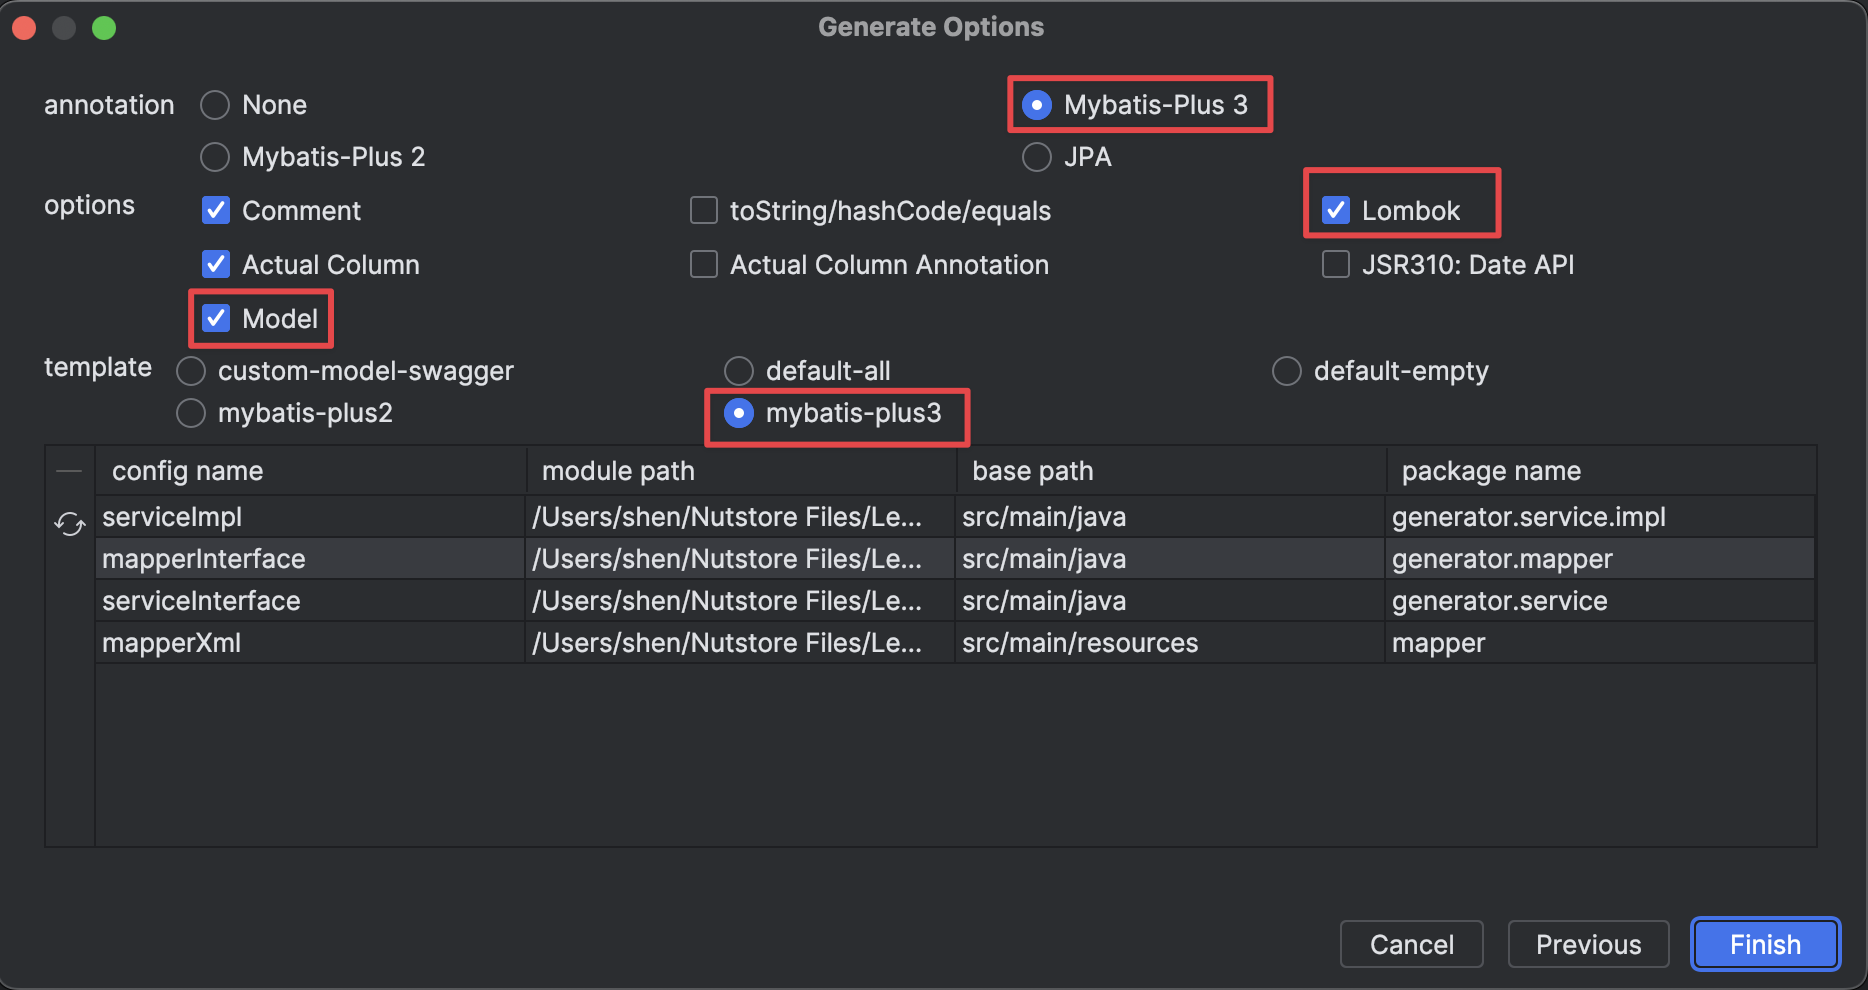 Generate Options
annotation None Mybatis-Plus 3
Mybatis-Plus 2 JPA
options Comment toString/hashCode/equals Lombok
Actual Column Actual Column Annotation JSR310: Date API
Model
template custom-model-swagger default-all default-empty
mybatis-plus2 mybatis-plus3
config name module path base path package name
serviceImpl /Users/shen/Nutstore Files/Le... src/main/java generator.service.impl
mapperInterface /Users/shen/Nutstore Files/Le... src/main/java generator.mapper
serviceInterface /Users/shen/Nutstore Files/Le... src/main/java generator.service
mapperXml /Users/shen/Nutstore Files/Le... src/main/resources mapper
Cancel Previous Finish